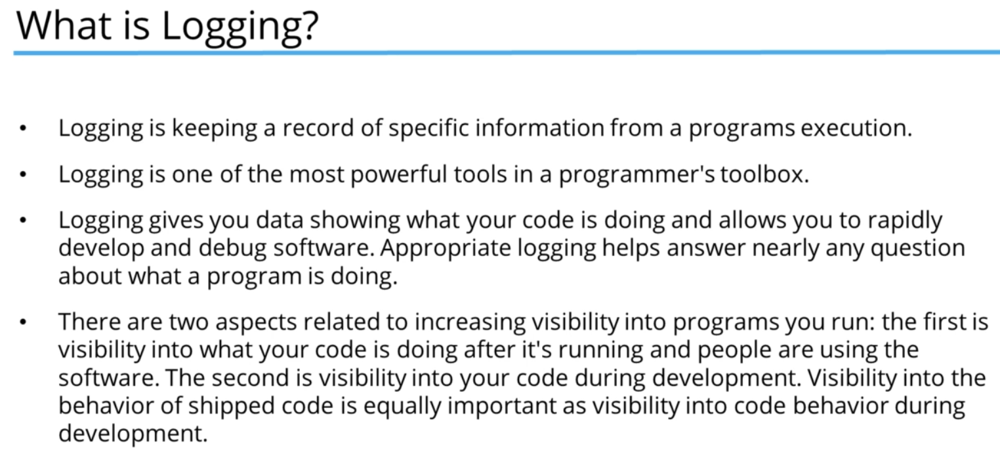 What is Logging?
• Logging is keeping a record of specific information from a programs execution.
• Logging is one of the most powerful tools in a programmer's toolbox.
• Logging gives you data showing what your code is doing and allows you to rapidly
develop and debug software. Appropriate logging helps answer nearly any question
about what a program is doing.
• There are two aspects related to increasing visibility into programs you run: the first is
visibility into what your code is doing after it's running and people are using the
software. The second is visibility into your code during development. Visibility into the
behavior of shipped code is equally important as visibility into code behavior during
development.